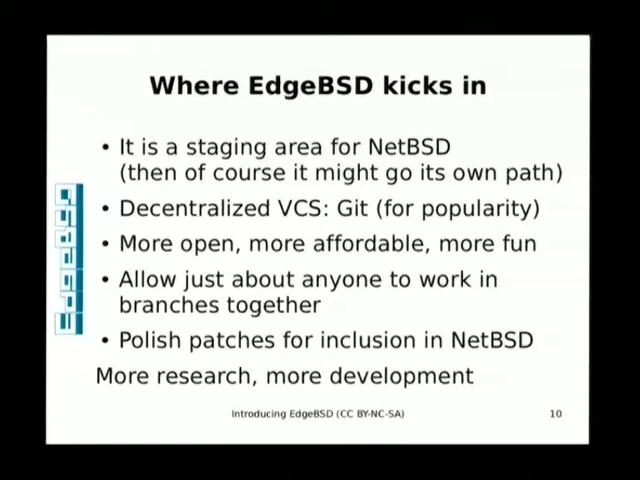 Where EdgeBSD kicks in
• It is a staging area for NetBSD
(then of course it might go its own path)
• Decentralized VCS: Git (for popularity)
• More open, more affordable, more fun
• Allow just about anyone to work in
branches together
• Polish patches for inclusion in NetBSD
More research, more development
EdgeBSD
Introducing EdgeBSD (CC BY-NC-SA)
10